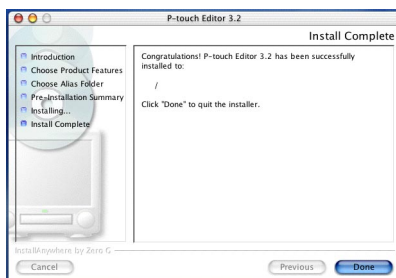 P-touch Editor 3.2
Install Complete
Introduction
Choose Product Features
Choose Alias Folder
Pre-Installation Summary
Installing...
Install Complete
Congratulations! P-touch Editor 3.2 has been successfully
installed to:
/
Click "Done" to quit the installer.
InstallAnywhere by Zero G
Cancel
Previous
Done